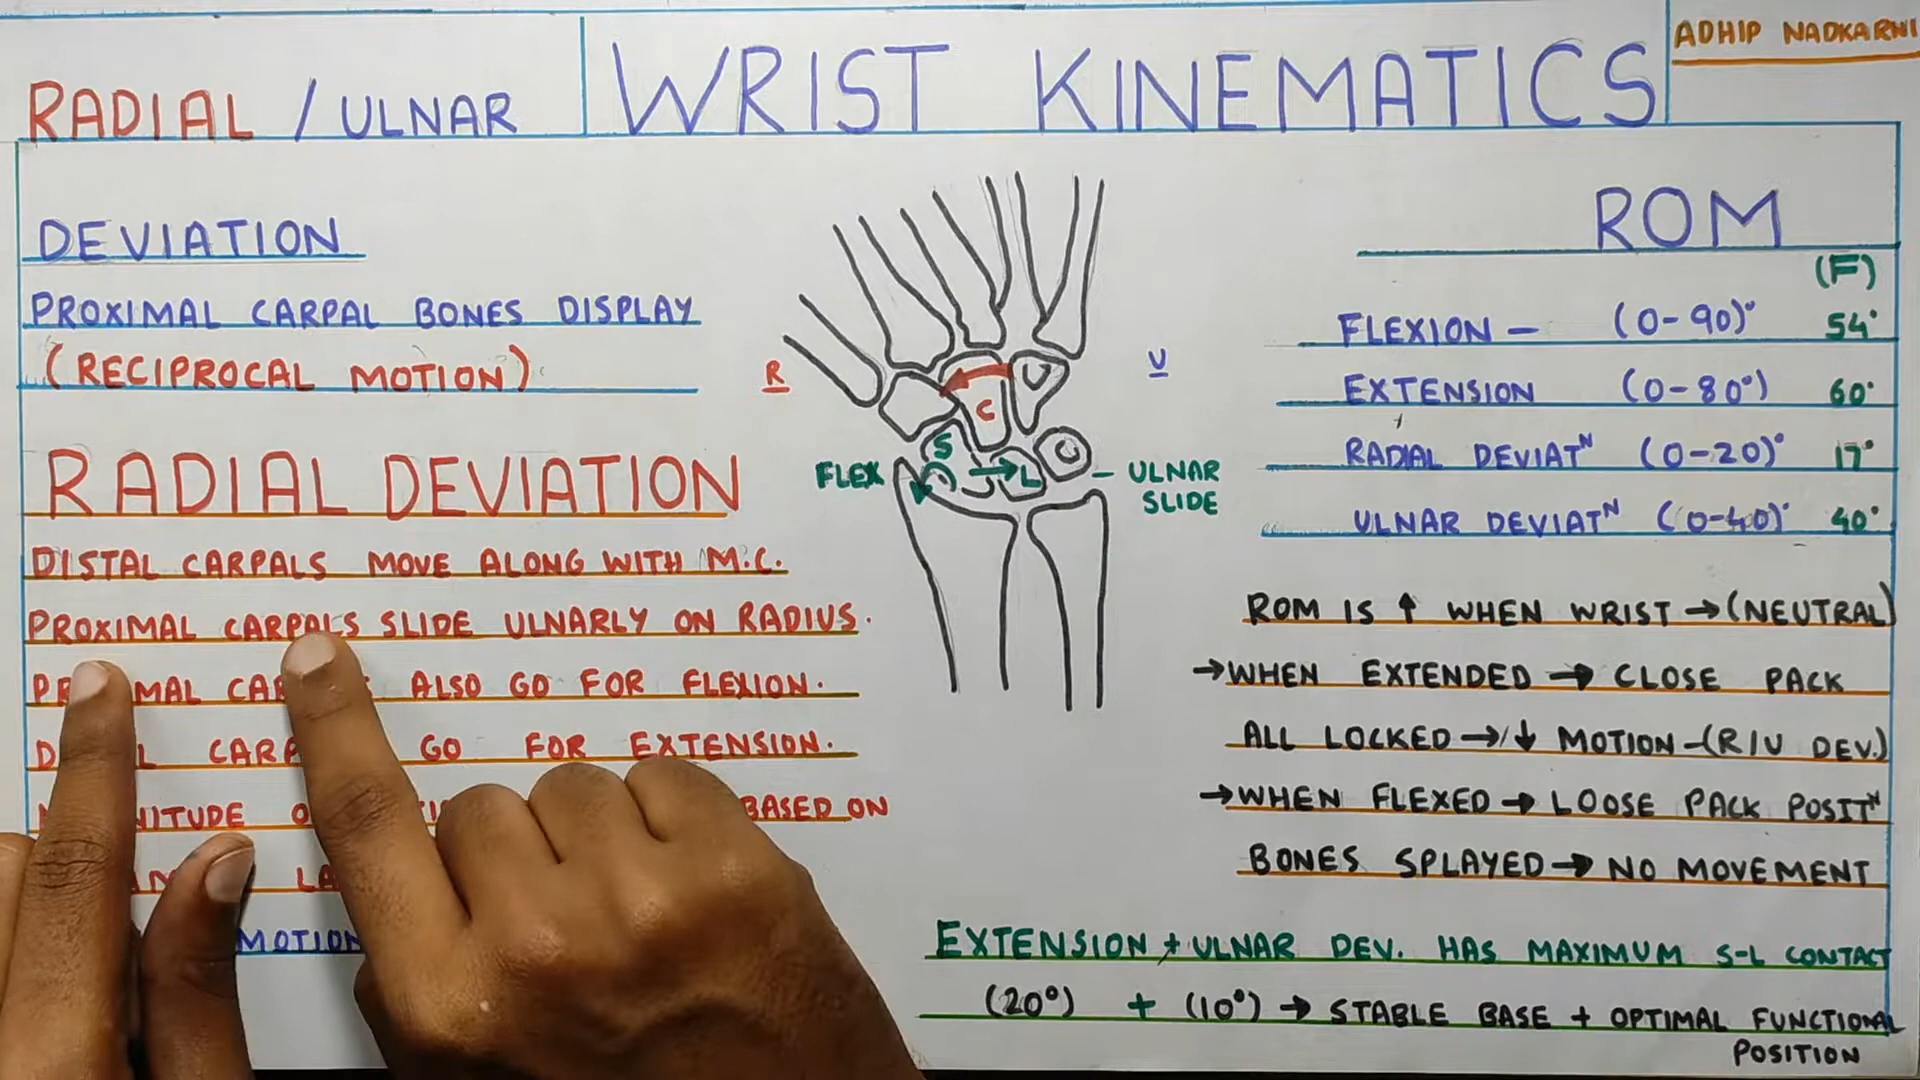 ADHIP NADKARNI
RADIAL / ULNAR
WRIST KINEMATICS
DEVIATION
PROXIMAL CARPAL BONES DISPLAY
(RECIPROCAL MOTION)
RADIAL DEVIATION
DISTAL CARPALS MOVE ALONG WITH M.C.
PROXIMAL CARPALS SLIDE ULNARLY ON RADIUS.
ALSO GO FOR FLEXION.
GO FOR EXTENSION.
BASED ON
MOTION
R
U
C
S
L
FLEX
ULNAR
SLIDE
ROM
(F)
FLEXION - (0-90)° 54°
EXTENSION (0-80°) 60°
RADIAL DEVIATᴺ (0-20)° 17°
ULNAR DEVIATᴺ (0-40)° 40°
ROM IS ↑ WHEN WRIST → (NEUTRAL)
→ WHEN EXTENDED → CLOSE PACK
ALL LOCKED → / ↓ MOTION - (R/U DEV.)
→ WHEN FLEXED → LOOSE PACK POSITᴺ
BONES SPLAYED → NO MOVEMENT
EXTENSION + ULNAR DEV. HAS MAXIMUM S-L CONTACT
(20°) + (10°) → STABLE BASE + OPTIMAL FUNCTIONAL
POSITION